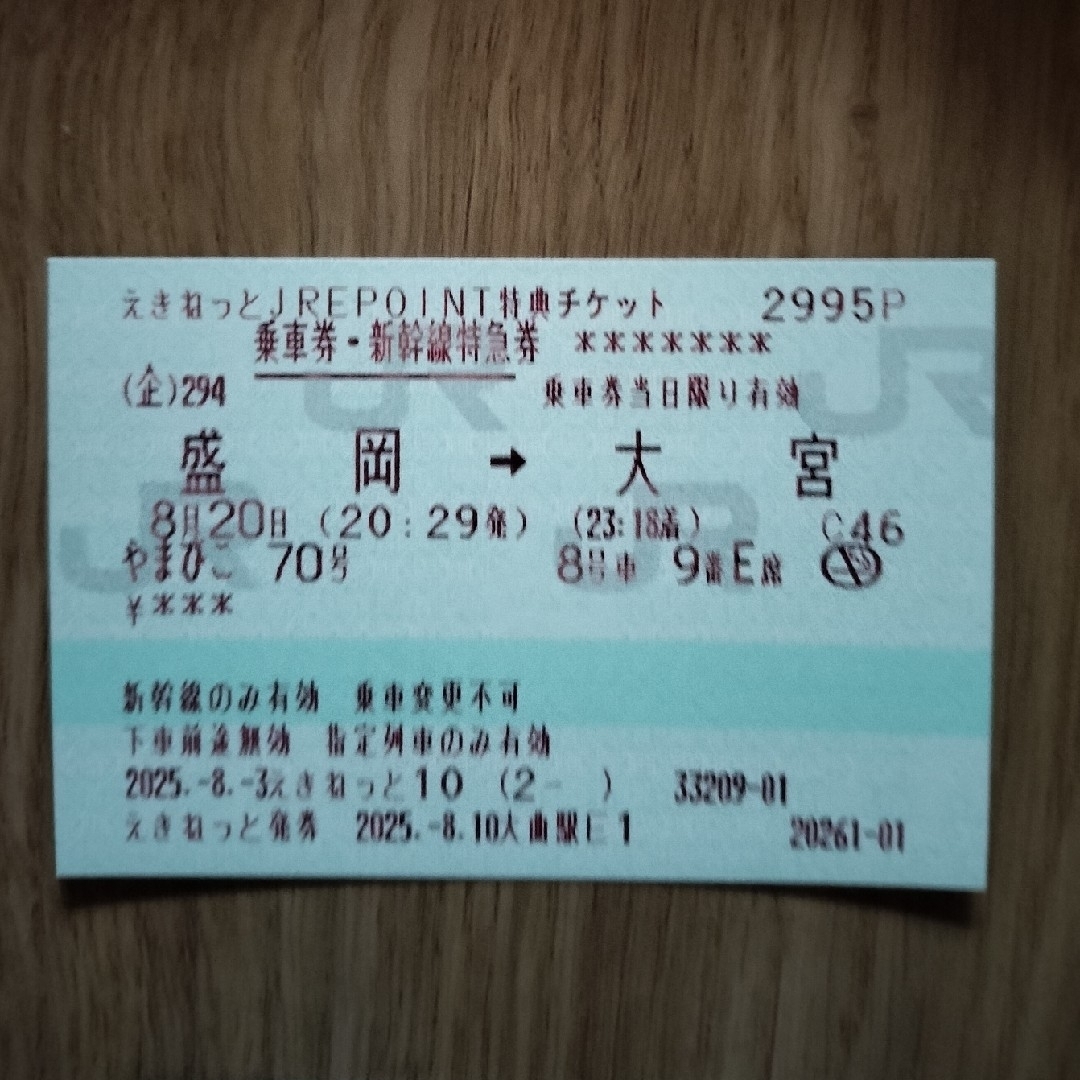 えきねっとJREPOINT特典チケット 2995P
乗車券・新幹線特急券 *******
(企)294 乗車券当日限り有効
盛岡 → 大宮
8月20日 (20:29発) (23:18着) C46
やまびこ 70号 8号車 9番E席
¥***
新幹線のみ有効 乗車変更不可
下車前途無効 指定列車のみ有効
2025.-8.-3えきねっと10 (2- ) 33209-01
えきねっと発券 2025.-8.10大曲駅E1 20261-01
JR
JR
JR
JR